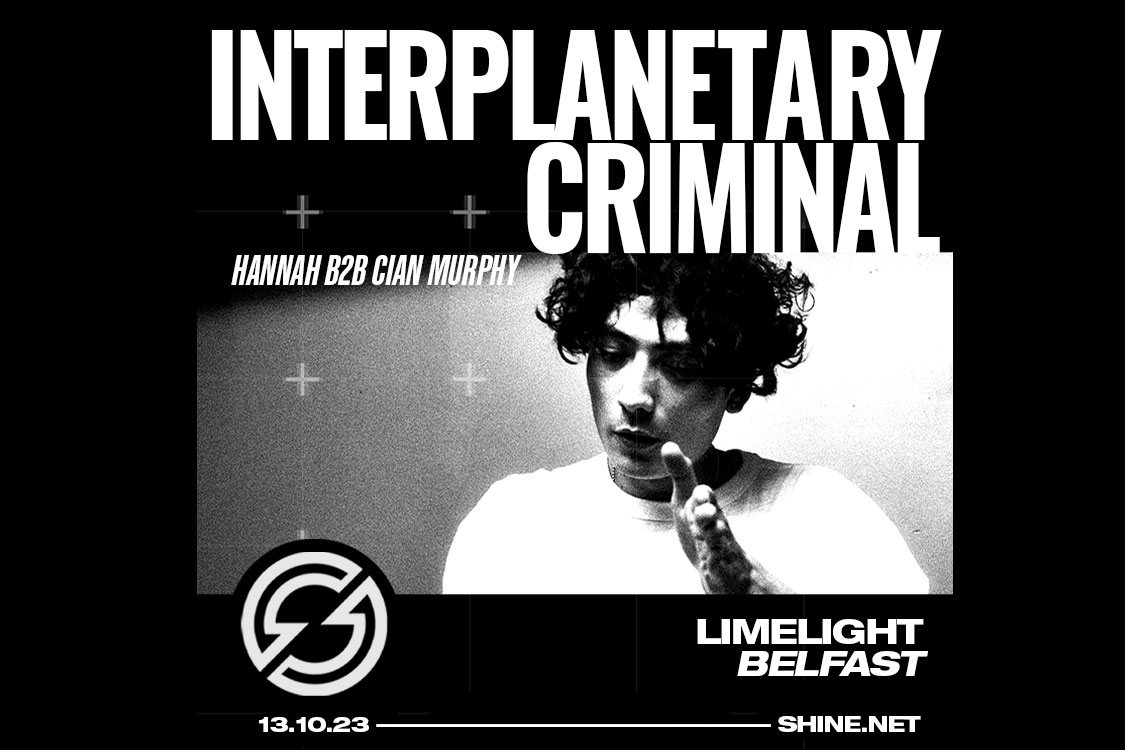 INTERPLANETARY
CRIMINAL
HANNAH B2B CIAN MURPHY
LIMELIGHT
BELFAST
13.10.23
SHINE.NET